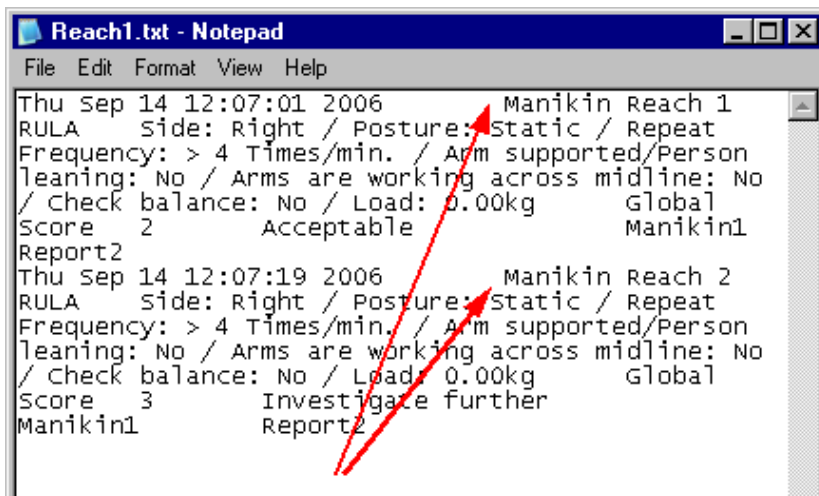 Reach1.txt - Notepad
File Edit Format View Help
Thu Sep 14 12:07:01 2006 Manikin Reach 1
RULA Side: Right / Posture: Static / Repeat
Frequency: > 4 Times/min. / Arm supported/Person
leaning: No / Arms are working across midline: No
/ Check balance: No / Load: 0.00kg Global
Score 2 Acceptable Manikin1
Report2
Thu Sep 14 12:07:19 2006 Manikin Reach 2
RULA Side: Right / Posture: Static / Repeat
Frequency: > 4 Times/min. / Arm supported/Person
leaning: No / Arms are working across midline: No
/ Check balance: No / Load: 0.00kg Global
Score 3 Investigate further
Manikin1 Report2